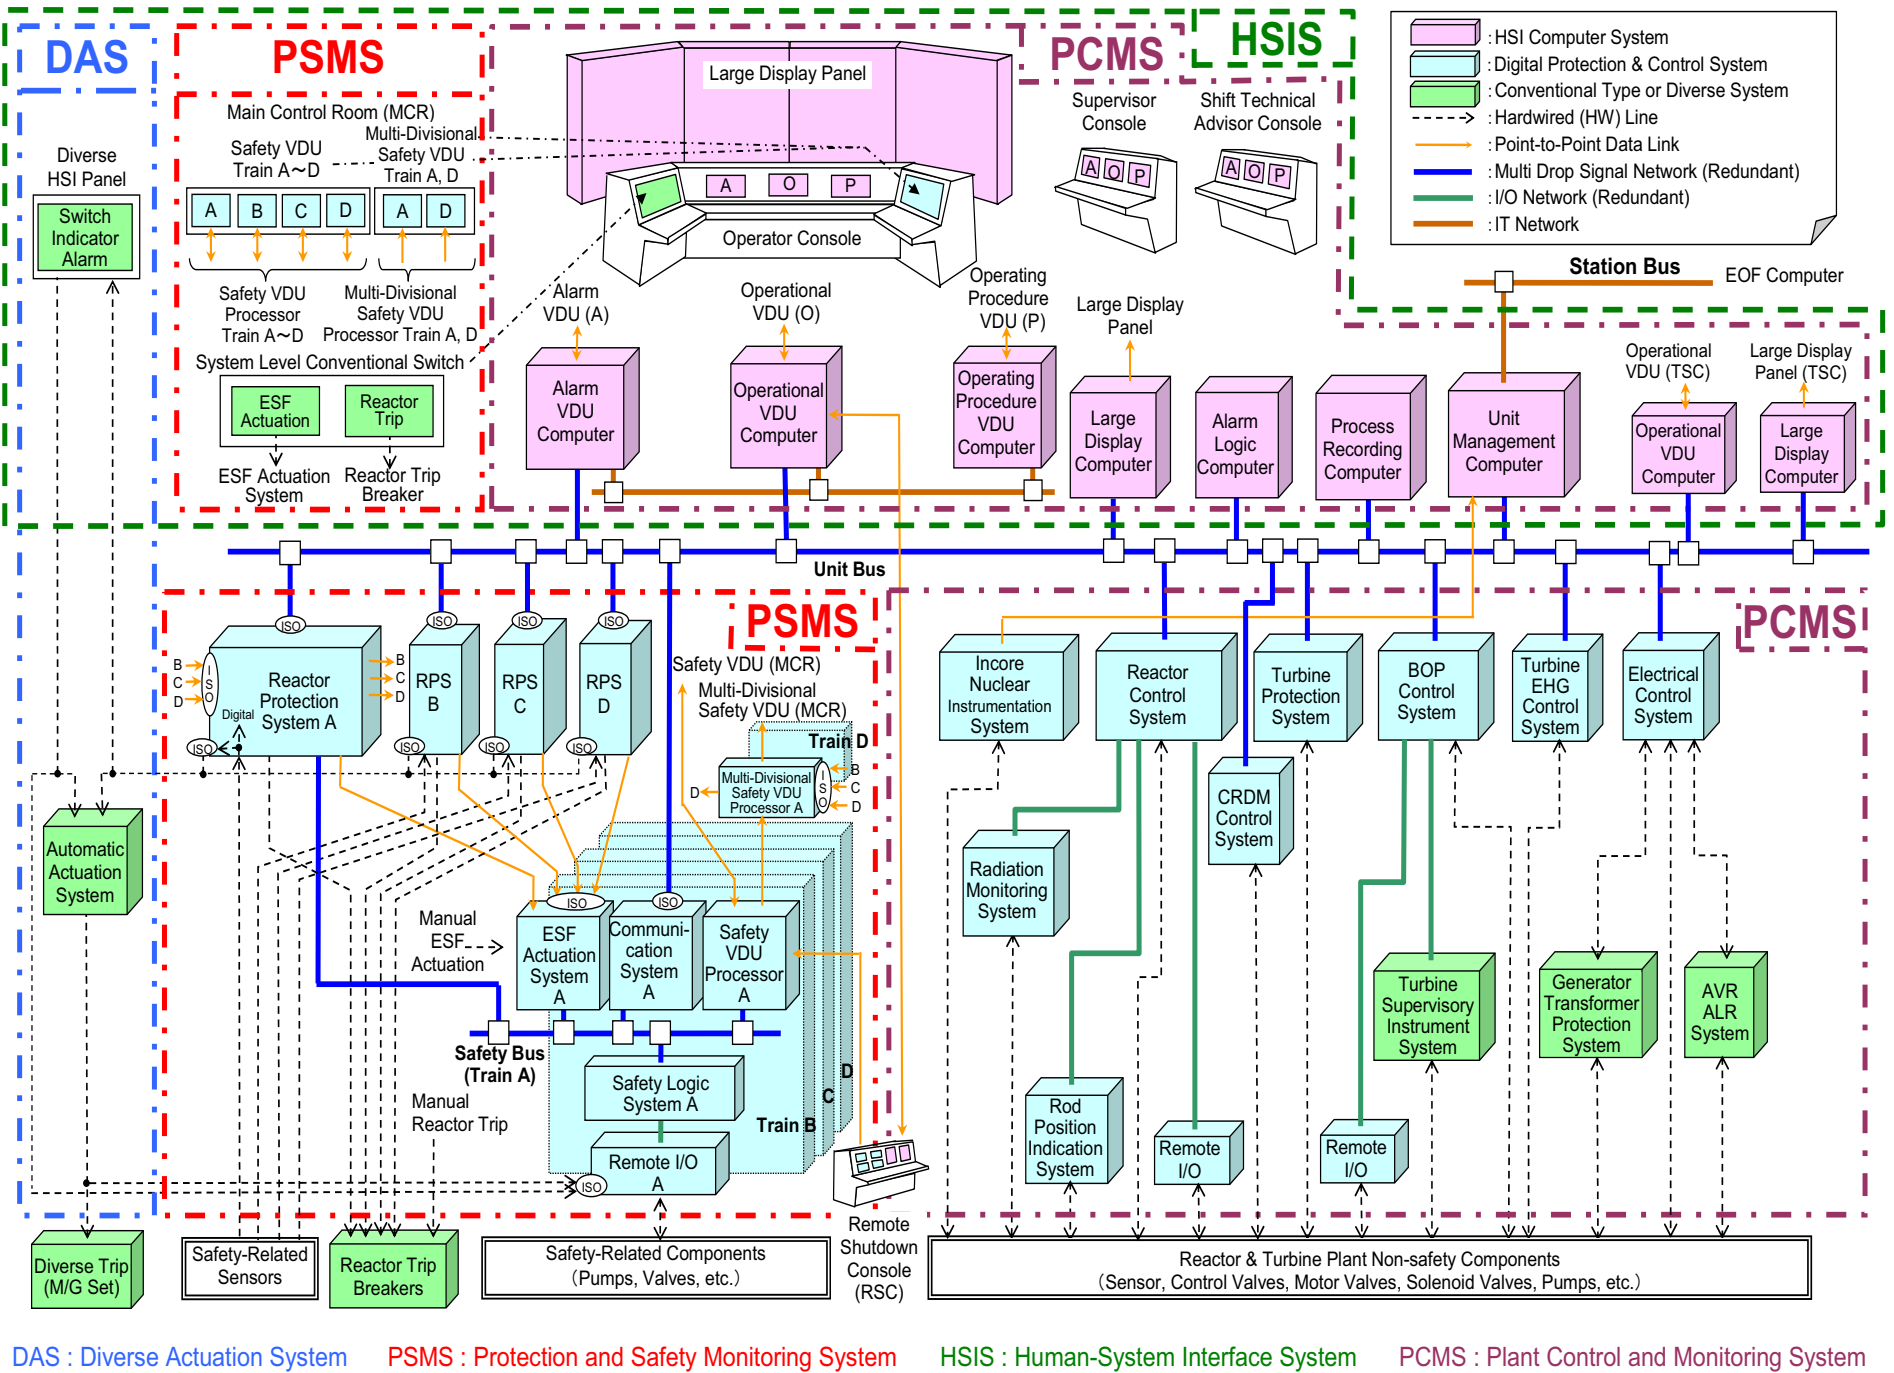 DAS
PSMS
PCMS
HSIS
: HSI Computer System
: Digital Protection & Control System
: Conventional Type or Diverse System
: Hardwired (HW) Line
: Point-to-Point Data Link
: Multi Drop Signal Network (Redundant)
: I/O Network (Redundant)
: IT Network
Diverse
HSI Panel
Switch
Indicator
Alarm
Main Control Room (MCR)
Safety VDU
Train A～D
Multi-Divisional
Safety VDU
Train A, D
A
B
C
D
A
D
Safety VDU
Processor
Train A～D
Multi-Divisional
Safety VDU
Processor Train A, D
System Level Conventional Switch
ESF
Actuation
Reactor
Trip
ESF Actuation
System
Reactor Trip
Breaker
Large Display Panel
A
O
P
Operator Console
Supervisor
Console
Shift Technical
Advisor Console
A O P
A O P
Station Bus
EOF Computer
Alarm
VDU (A)
Operational
VDU (O)
Operating
Procedure
VDU (P)
Large Display
Panel
Operational
VDU (TSC)
Large Display
Panel (TSC)
Alarm
VDU
Computer
Operational
VDU
Computer
Operating
Procedure
VDU
Computer
Large
Display
Computer
Alarm
Logic
Computer
Process
Recording
Computer
Unit
Management
Computer
Operational
VDU
Computer
Large
Display
Computer
Unit Bus
PSMS
PCMS
ISO
ISO
ISO
ISO
B
C
D
ISO
Reactor
Protection
System A
B
C
D
Digital
ISO
RPS
B
RPS
C
RPS
D
ISO
ISO
ISO
Safety VDU (MCR)
Multi-Divisional
Safety VDU (MCR)
Train D
Multi-Divisional
Safety VDU
Processor A
D
ISO
B
C
D
Incore
Nuclear
Instrumentation
System
Reactor
Control
System
Turbine
Protection
System
BOP
Control
System
Turbine
EHG
Control
System
Electrical
Control
System
CRDM
Control
System
Radiation
Monitoring
System
Automatic
Actuation
System
Manual
ESF
Actuation
ISO
ESF
Actuation
System
A
ISO
Communi-
cation
System
A
Safety
VDU
Processor
A
Turbine
Supervisory
Instrument
System
Generator
Transformer
Protection
System
AVR
ALR
System
Safety Bus
(Train A)
Safety Logic
System A
D
C
Train B
Manual
Reactor Trip
Remote I/O
A
ISO
Rod
Position
Indication
System
Remote
I/O
Remote
I/O
Diverse Trip
(M/G Set)
Safety-Related
Sensors
Reactor Trip
Breakers
Safety-Related Components
(Pumps, Valves, etc.)
Remote
Shutdown
Console
(RSC)
Reactor & Turbine Plant Non-safety Components
(Sensor, Control Valves, Motor Valves, Solenoid Valves, Pumps, etc.)
DAS : Diverse Actuation System
PSMS : Protection and Safety Monitoring System
HSIS : Human-System Interface System
PCMS : Plant Control and Monitoring System